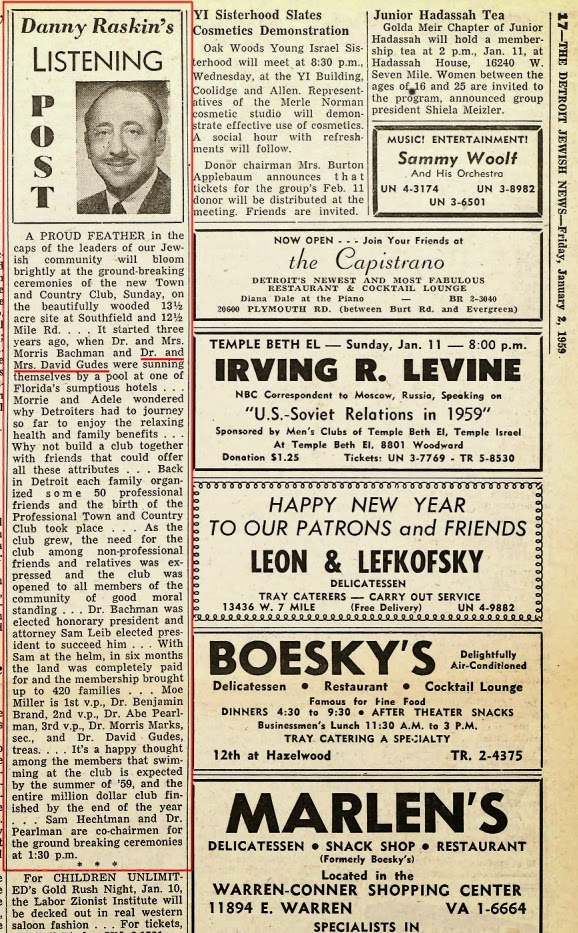 Danny Raskin's
LISTENING
POST
A PROUD FEATHER in the
caps of the leaders of our Jew-
ish community will bloom
brightly at the ground-breaking
ceremonies of the new Town
and Country Club, Sunday, on
the beautifully wooded 13½
acre site at Southfield and 12½
Mile Rd. . . . It started three
years ago, when Dr. and Mrs.
Morris Bachman and Dr. and
Mrs. David Gudes were sunning
themselves by a pool at one of
Florida's sumptious hotels . . .
Morrie and Adele wondered
why Detroiters had to journey
so far to enjoy the relaxing
health and family benefits . . .
Why not build a club together
with friends that could offer
all these attributes . . . Back
in Detroit each family organ-
ized some 50 professional
friends and the birth of the
Professional Town and Country
Club took place . . . As the
club grew, the need for the
club among non-professional
friends and relatives was ex-
pressed and the club was
opened to all members of the
community of good moral
standing . . . Dr. Bachman was
elected honorary president and
attorney Sam Leib elected pres-
ident to succeed him . . . With
Sam at the helm, in six months
the land was completely paid
for and the membership brought
up to 420 families . . . Moe
Miller is 1st v.p., Dr. Benjamin
Brand, 2nd v.p., Dr. Abe Pearl-
man, 3rd v.p., Dr. Morris Marks,
sec., and Dr. David Gudes,
treas. . . . It's a happy thought
among the members that swim-
ming at the club is expected
by the summer of '59, and the
entire million dollar club fin-
ished by the end of the year
. . . Sam Hechtman and Dr.
Pearlman are co-chairmen for
the ground breaking ceremonies
at 1:30 p.m.
* * *
For CHILDREN UNLIMIT-
ED's Gold Rush Night, Jan. 10,
the Labor Zionist Institute will
be decked out in real western
saloon fashion . . . For tickets,
YI Sisterhood Slates
Cosmetics Demonstration
Oak Woods Young Israel Sis-
terhood will meet at 8:30 p.m.,
Wednesday, at the YI Building,
Coolidge and Allen. Represent-
atives of the Merle Norman
cosmetic studio will demon-
strate effective use of cosmetics.
A social hour with refresh-
ments will follow.
Donor chairman Mrs. Burton
Applebaum announces that
tickets for the group's Feb. 11
donor will be distributed at the
meeting. Friends are invited.
Junior Hadassah Tea
Golda Meir Chapter of Junior
Hadassah will hold a member-
ship tea at 2 p.m., Jan. 11, at
Hadassah House, 16240 W.
Seven Mile. Women between the
ages of 16 and 25 are invited to
the program, announced group
president Shiela Meizler.
MUSIC! ENTERTAINMENT!
Sammy Woolf
And His Orchestra
UN 4-3174 UN 3-8982
UN 3-6501
NOW OPEN - - - Join Your Friends at
the Capistrano
DETROIT'S NEWEST AND MOST FABULOUS
RESTAURANT & COCKTAIL LOUNGE
Diana Dale at the Piano — BR 2-3040
20600 PLYMOUTH RD. (between Burt Rd. and Evergreen)
TEMPLE BETH EL — Sunday, Jan. 11 — 8:00 p.m.
IRVING R. LEVINE
NBC Correspondent to Moscow, Russia, Speaking on
"U.S.-Soviet Relations in 1959"
Sponsored by Men's Clubs of Temple Beth El, Temple Israel
At Temple Beth El, 8801 Woodward
Donation $1.25 Tickets: UN 3-7769 - TR 5-8530
HAPPY NEW YEAR
TO OUR PATRONS and FRIENDS
LEON & LEFKOFSKY
DELICATESSEN
TRAY CATERERS — CARRY OUT SERVICE
13436 W. 7 MILE (Free Delivery) UN 4-9882
BOESKY'S Delightfully
Air-Conditioned
Delicatessen • Restaurant • Cocktail Lounge
Famous for Fine Food
DINNERS 4:30 to 9:30 • AFTER THEATER SNACKS
Businessmen's Lunch 11:30 A.M. to 3 P.M.
TRAY CATERING A SPECIALTY
12th at Hazelwood TR. 2-4375
MARLEN'S
DELICATESSEN • SNACK SHOP • RESTAURANT
(Formerly Boesky's)
Located in the
WARREN-CONNER SHOPPING CENTER
11894 E. WARREN VA 1-6664
SPECIALISTS IN
17—THE DETROIT JEWISH NEWS—Friday, January 2, 1959